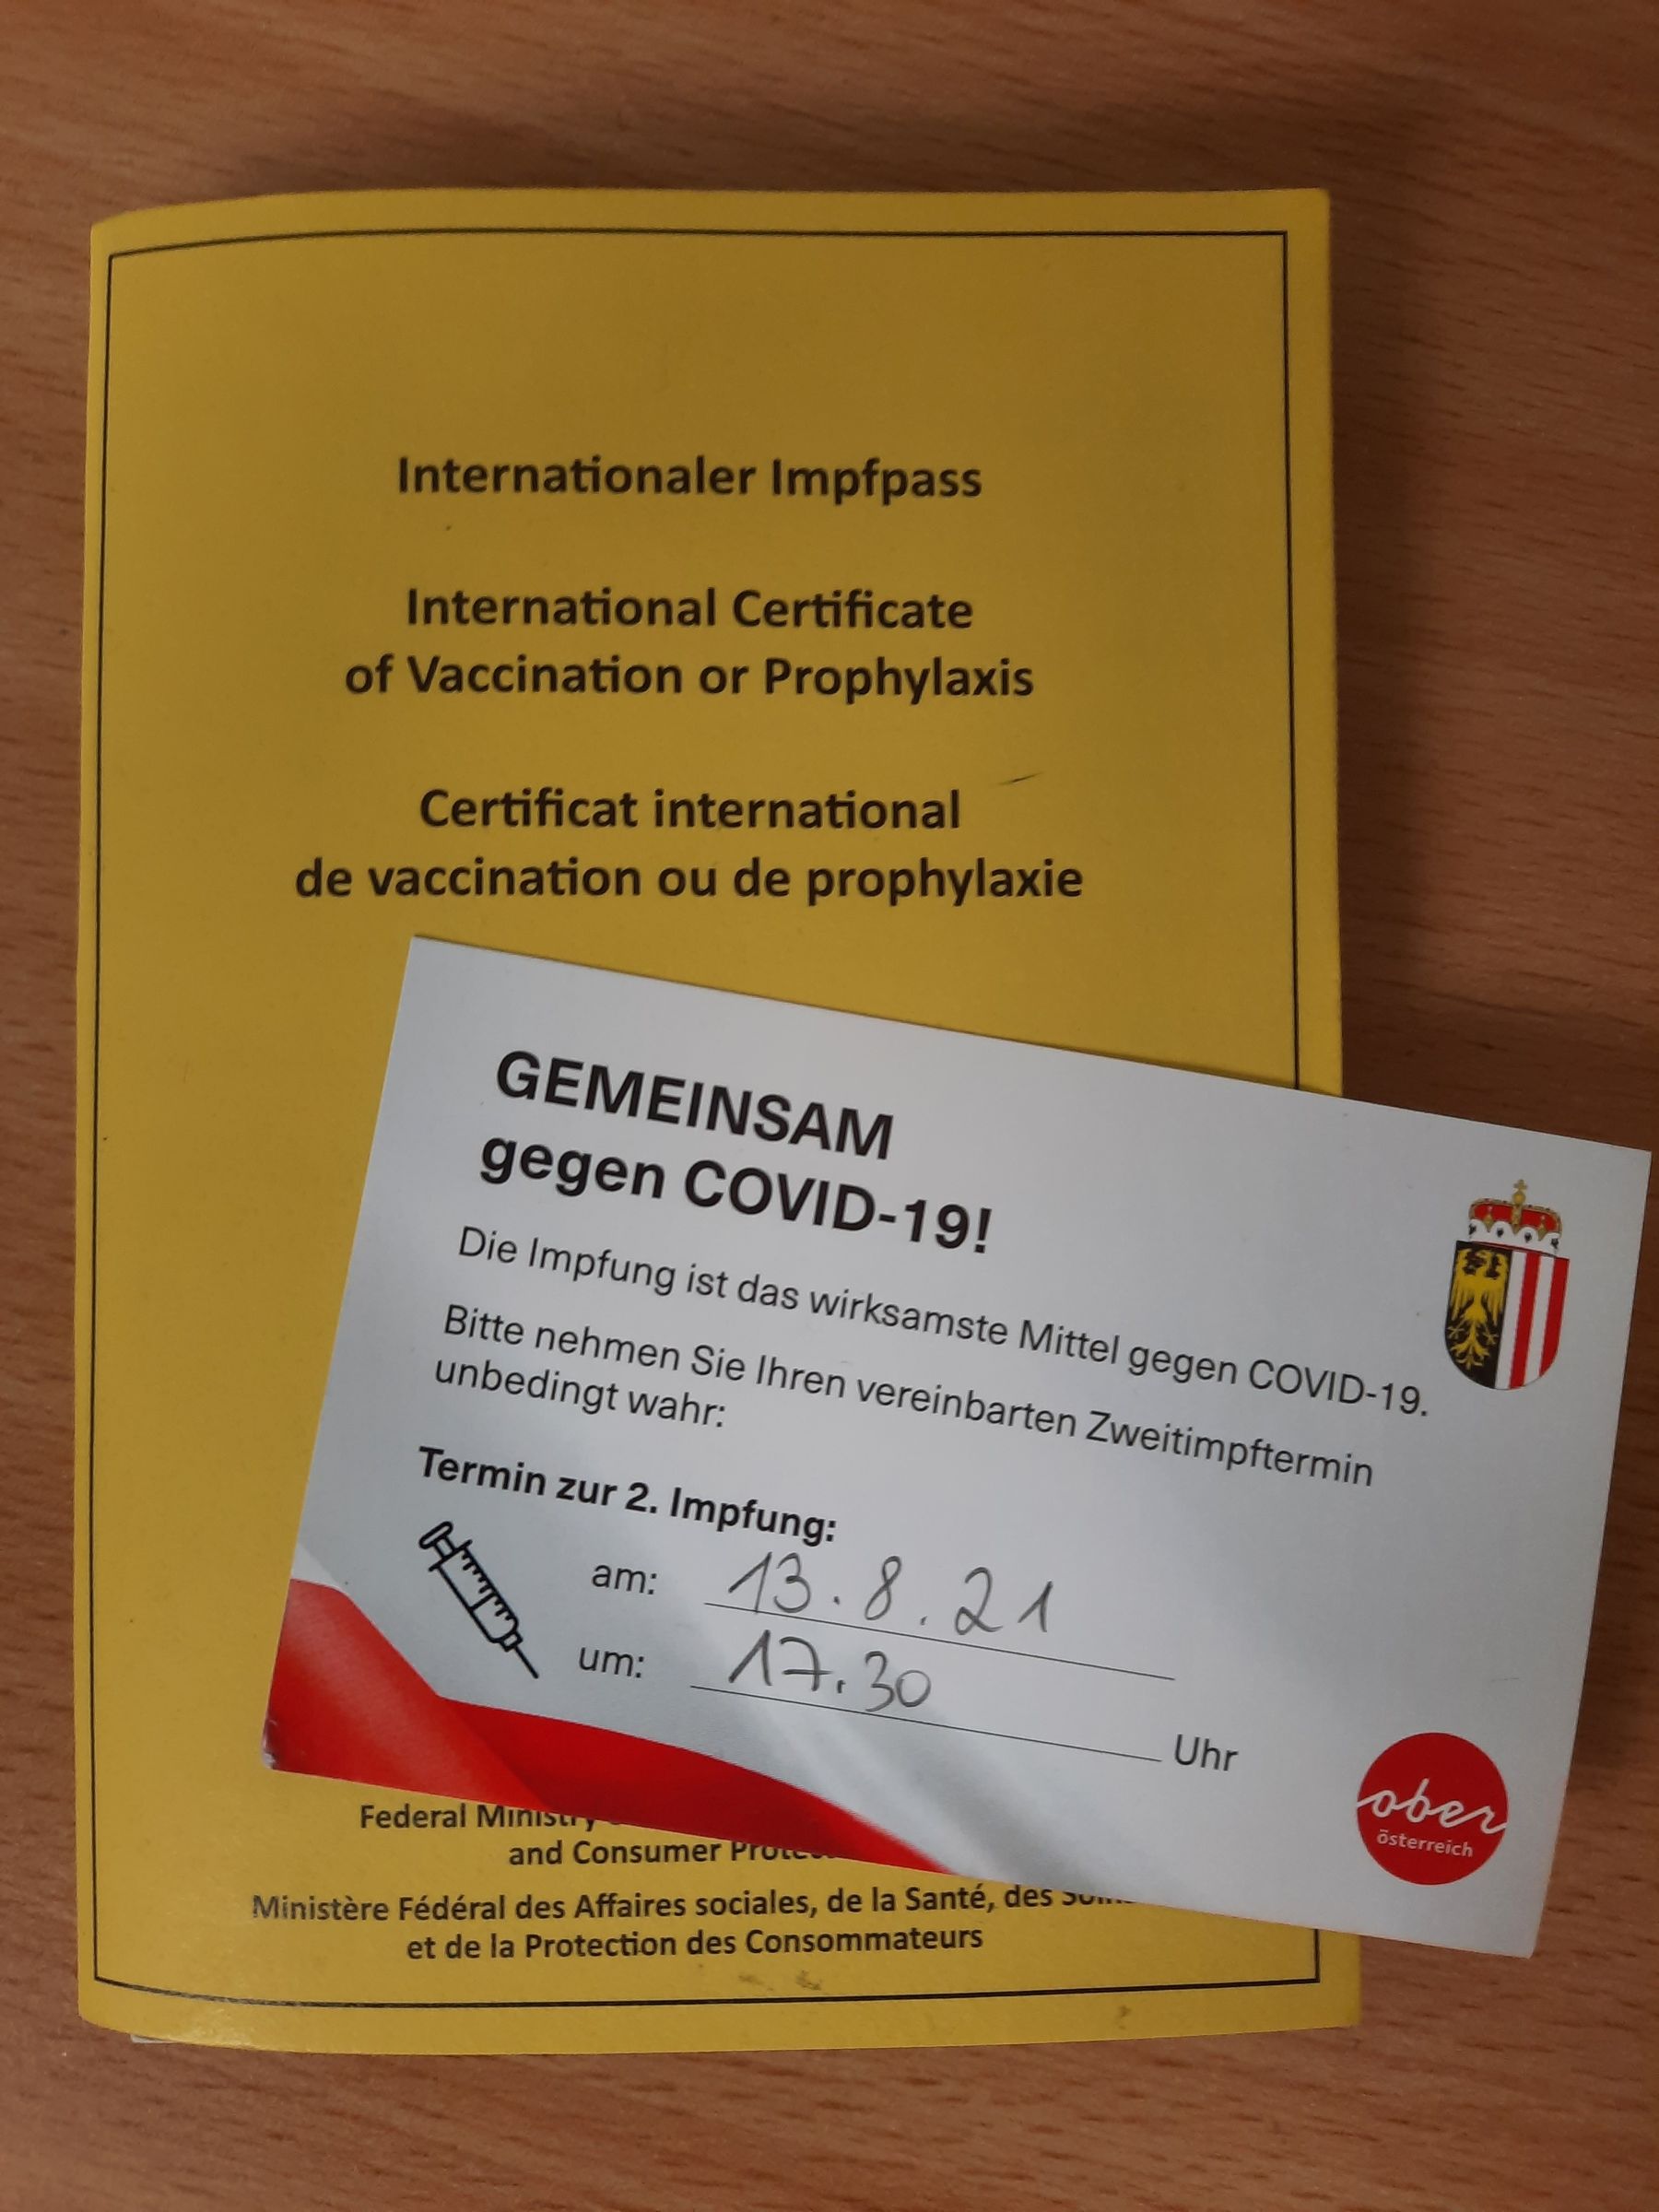 Internationaler Impfpass
International Certificate
of Vaccination or Prophylaxis
Certificat international
de vaccination ou de prophylaxie
GEMEINSAM
gegen COVID-19!
Die Impfung ist das wirksamste Mittel gegen COVID-19.
Bitte nehmen Sie Ihren vereinbarten Zweitimpftermin
unbedingt wahr:
Termin zur 2. Impfung:
am: 13.8.21
um: 17.30 Uhr
ober
österreich
Federal Ministry
and Consumer
Ministère Fédéral des Affaires sociales, de la Santé, des
et de la Protection des Consommateurs